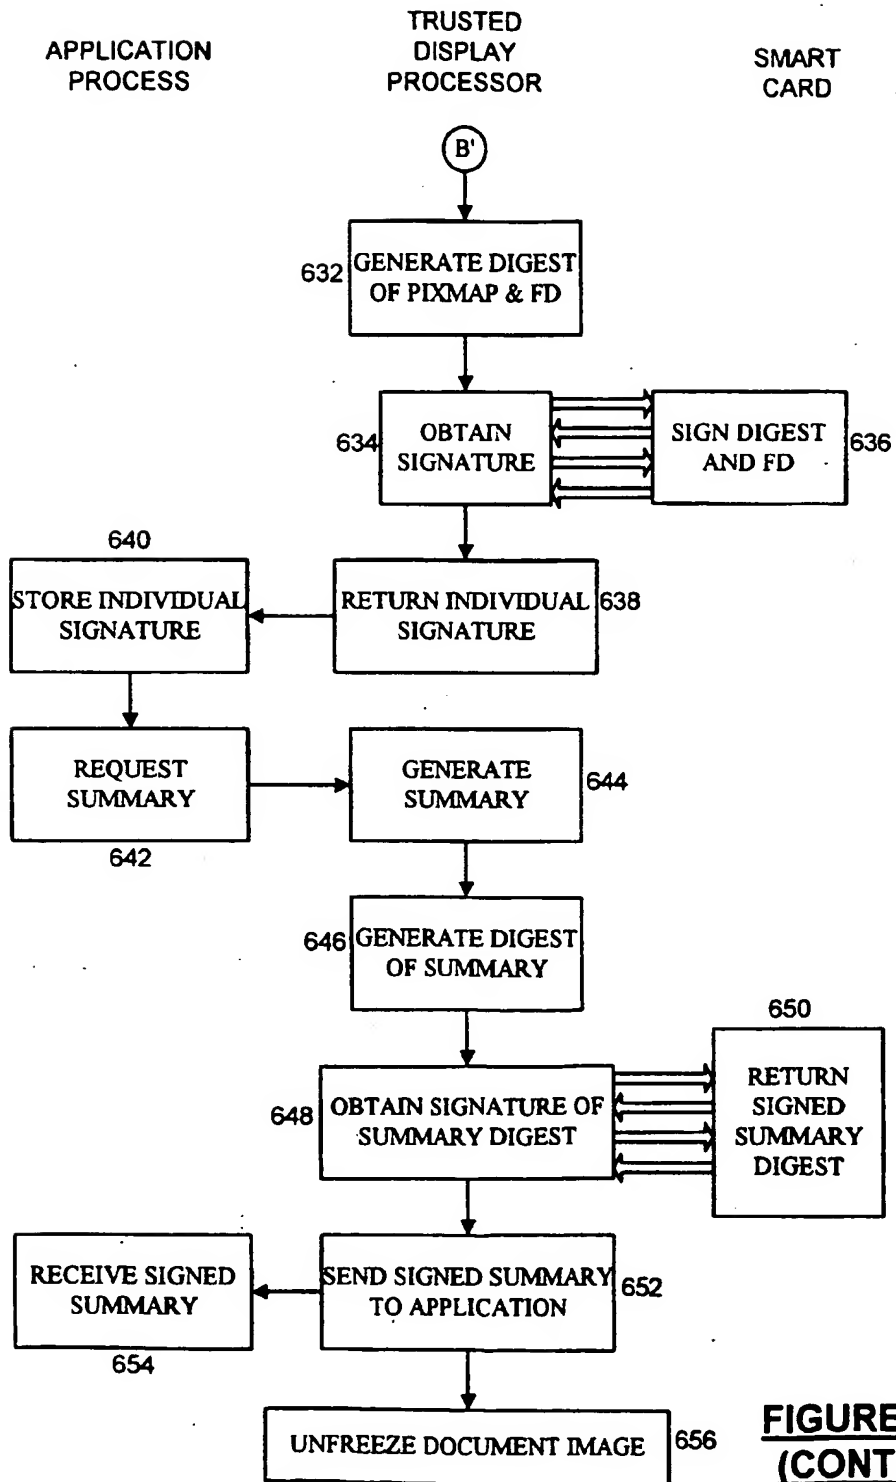 APPLICATION
PROCESS
TRUSTED
DISPLAY
PROCESSOR
SMART
CARD
B'
632
GENERATE DIGEST
OF PIXMAP & FD
634
OBTAIN
SIGNATURE
SIGN DIGEST
AND FD
636
640
STORE INDIVIDUAL
SIGNATURE
RETURN INDIVIDUAL
SIGNATURE
638
REQUEST
SUMMARY
642
GENERATE
SUMMARY
644
646
GENERATE DIGEST
OF SUMMARY
648
OBTAIN SIGNATURE OF
SUMMARY DIGEST
650
RETURN
SIGNED
SUMMARY
DIGEST
RECEIVE SIGNED
SUMMARY
654
SEND SIGNED SUMMARY
TO APPLICATION
652
UNFREEZE DOCUMENT IMAGE
656
FIGURE
(CONT